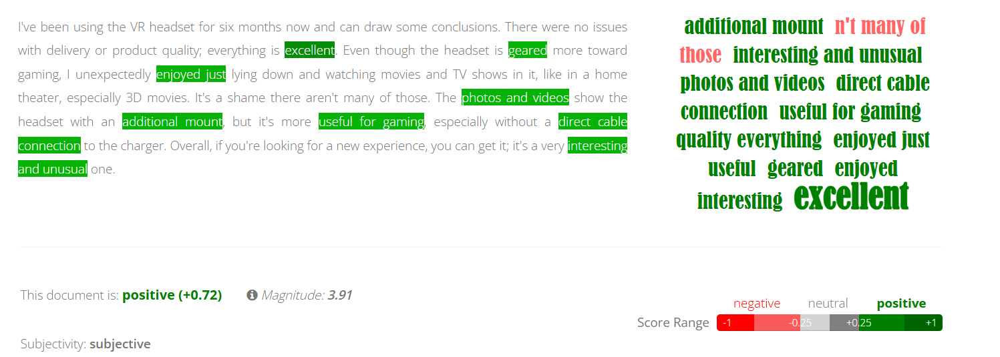 I've been using the VR headset for six months now and can draw some conclusions. There were no issues
with delivery or product quality; everything is excellent. Even though the headset is geared more toward
gaming, I unexpectedly enjoyed just lying down and watching movies and TV shows in it, like in a home
theater, especially 3D movies. It's a shame there aren't many of those. The photos and videos show the
headset with an additional mount, but it's more useful for gaming, especially without a direct cable
connection to the charger. Overall, if you're looking for a new experience, you can get it; it's a very interesting
and unusual one.
additional mount n't many of
those interesting and unusual
photos and videos direct cable
connection useful for gaming
quality everything enjoyed just
useful geared enjoyed
interesting excellent
This document is: positive (+0.72) Magnitude: 3.91
negative neutral positive
Score Range -1 -0.25 +0.25 +1
Subjectivity: subjective